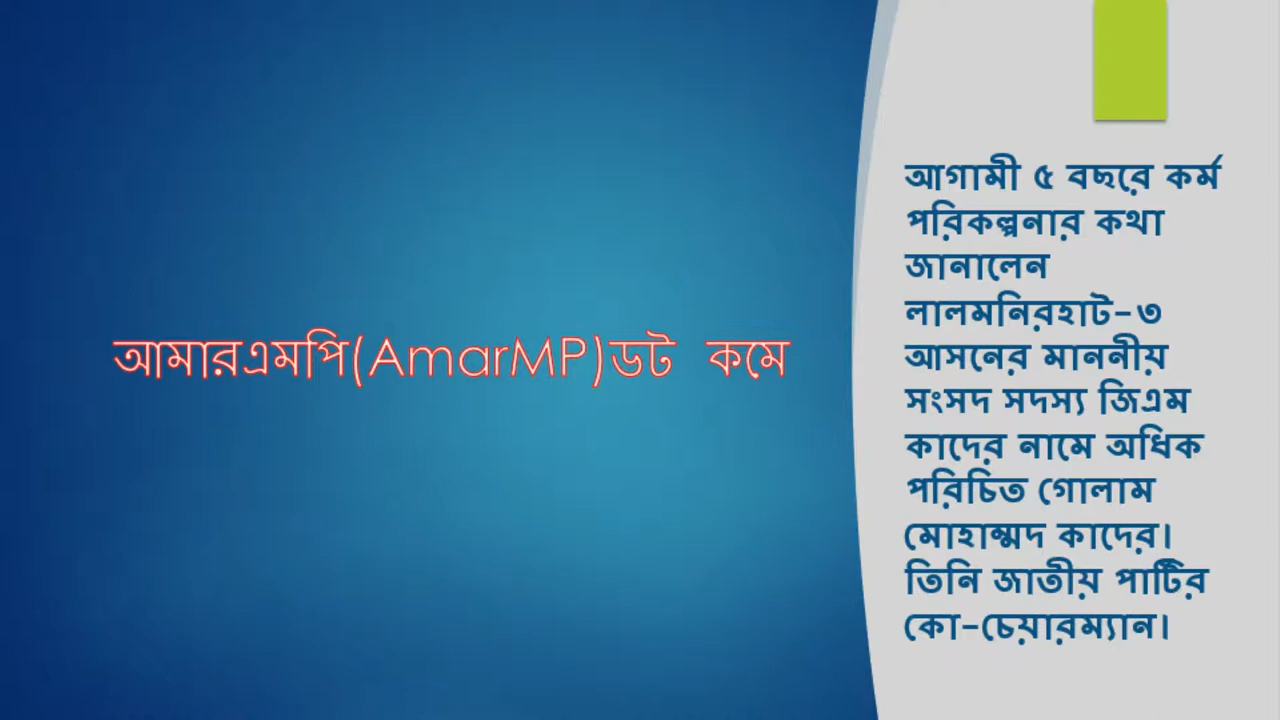 আমারএমপি(AmarMP)ডট কমে
আগামী ৫ বছরে কর্ম
পরিকল্পনার কথা
জানালেন
লালমনিরহাট-৩
আসনের মাননীয়
সংসদ সদস্য জিএম
কাদের নামে অধিক
পরিচিত গোলাম
মোহাম্মদ কাদের।
তিনি জাতীয় পার্টির
কো-চেয়ারম্যান।